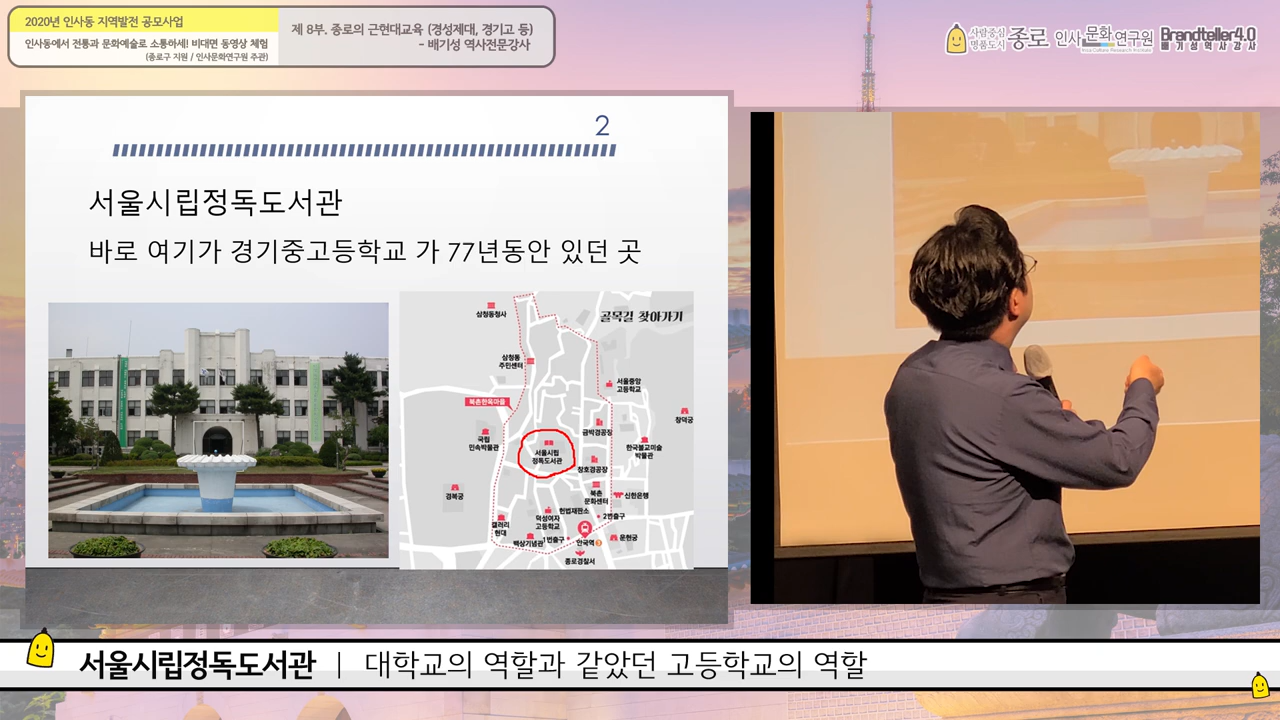 2020년 인사동 지역발전 공모사업
인사동에서 전통과 문화예술로 소통하세! 비대면 동영상 체험
(종로구 지원 / 인사문화연구원 주관)
제 8부. 종로의 근현대교육 (경성제대, 경기고 등)
- 배기성 역사전문강사
사람중심
명품도시 종로
인사문화연구원
Insa Culture Research Institute
Brandteller4.0
배기성역사강사
2
서울시립정독도서관
바로 여기가 경기중고등학교 가 77년동안 있던 곳
골목길 찾아가기
삼청동청사
삼청동
주민센터
서울중앙
고등학교
북촌한옥마을
창덕궁
금박경공장
국립
민속박물관
한국불교미술
박물관
서울시립
정독도서관
창호경공장
경복궁
북촌
문화센터
신한은행
갤러리
현대
덕성여자
고등학교
헌법재판소
2번출구
백상기념관
1번출구
안국역 3
운현궁
종로경찰서
서울시립정독도서관 | 대학교의 역할과 같았던 고등학교의 역할